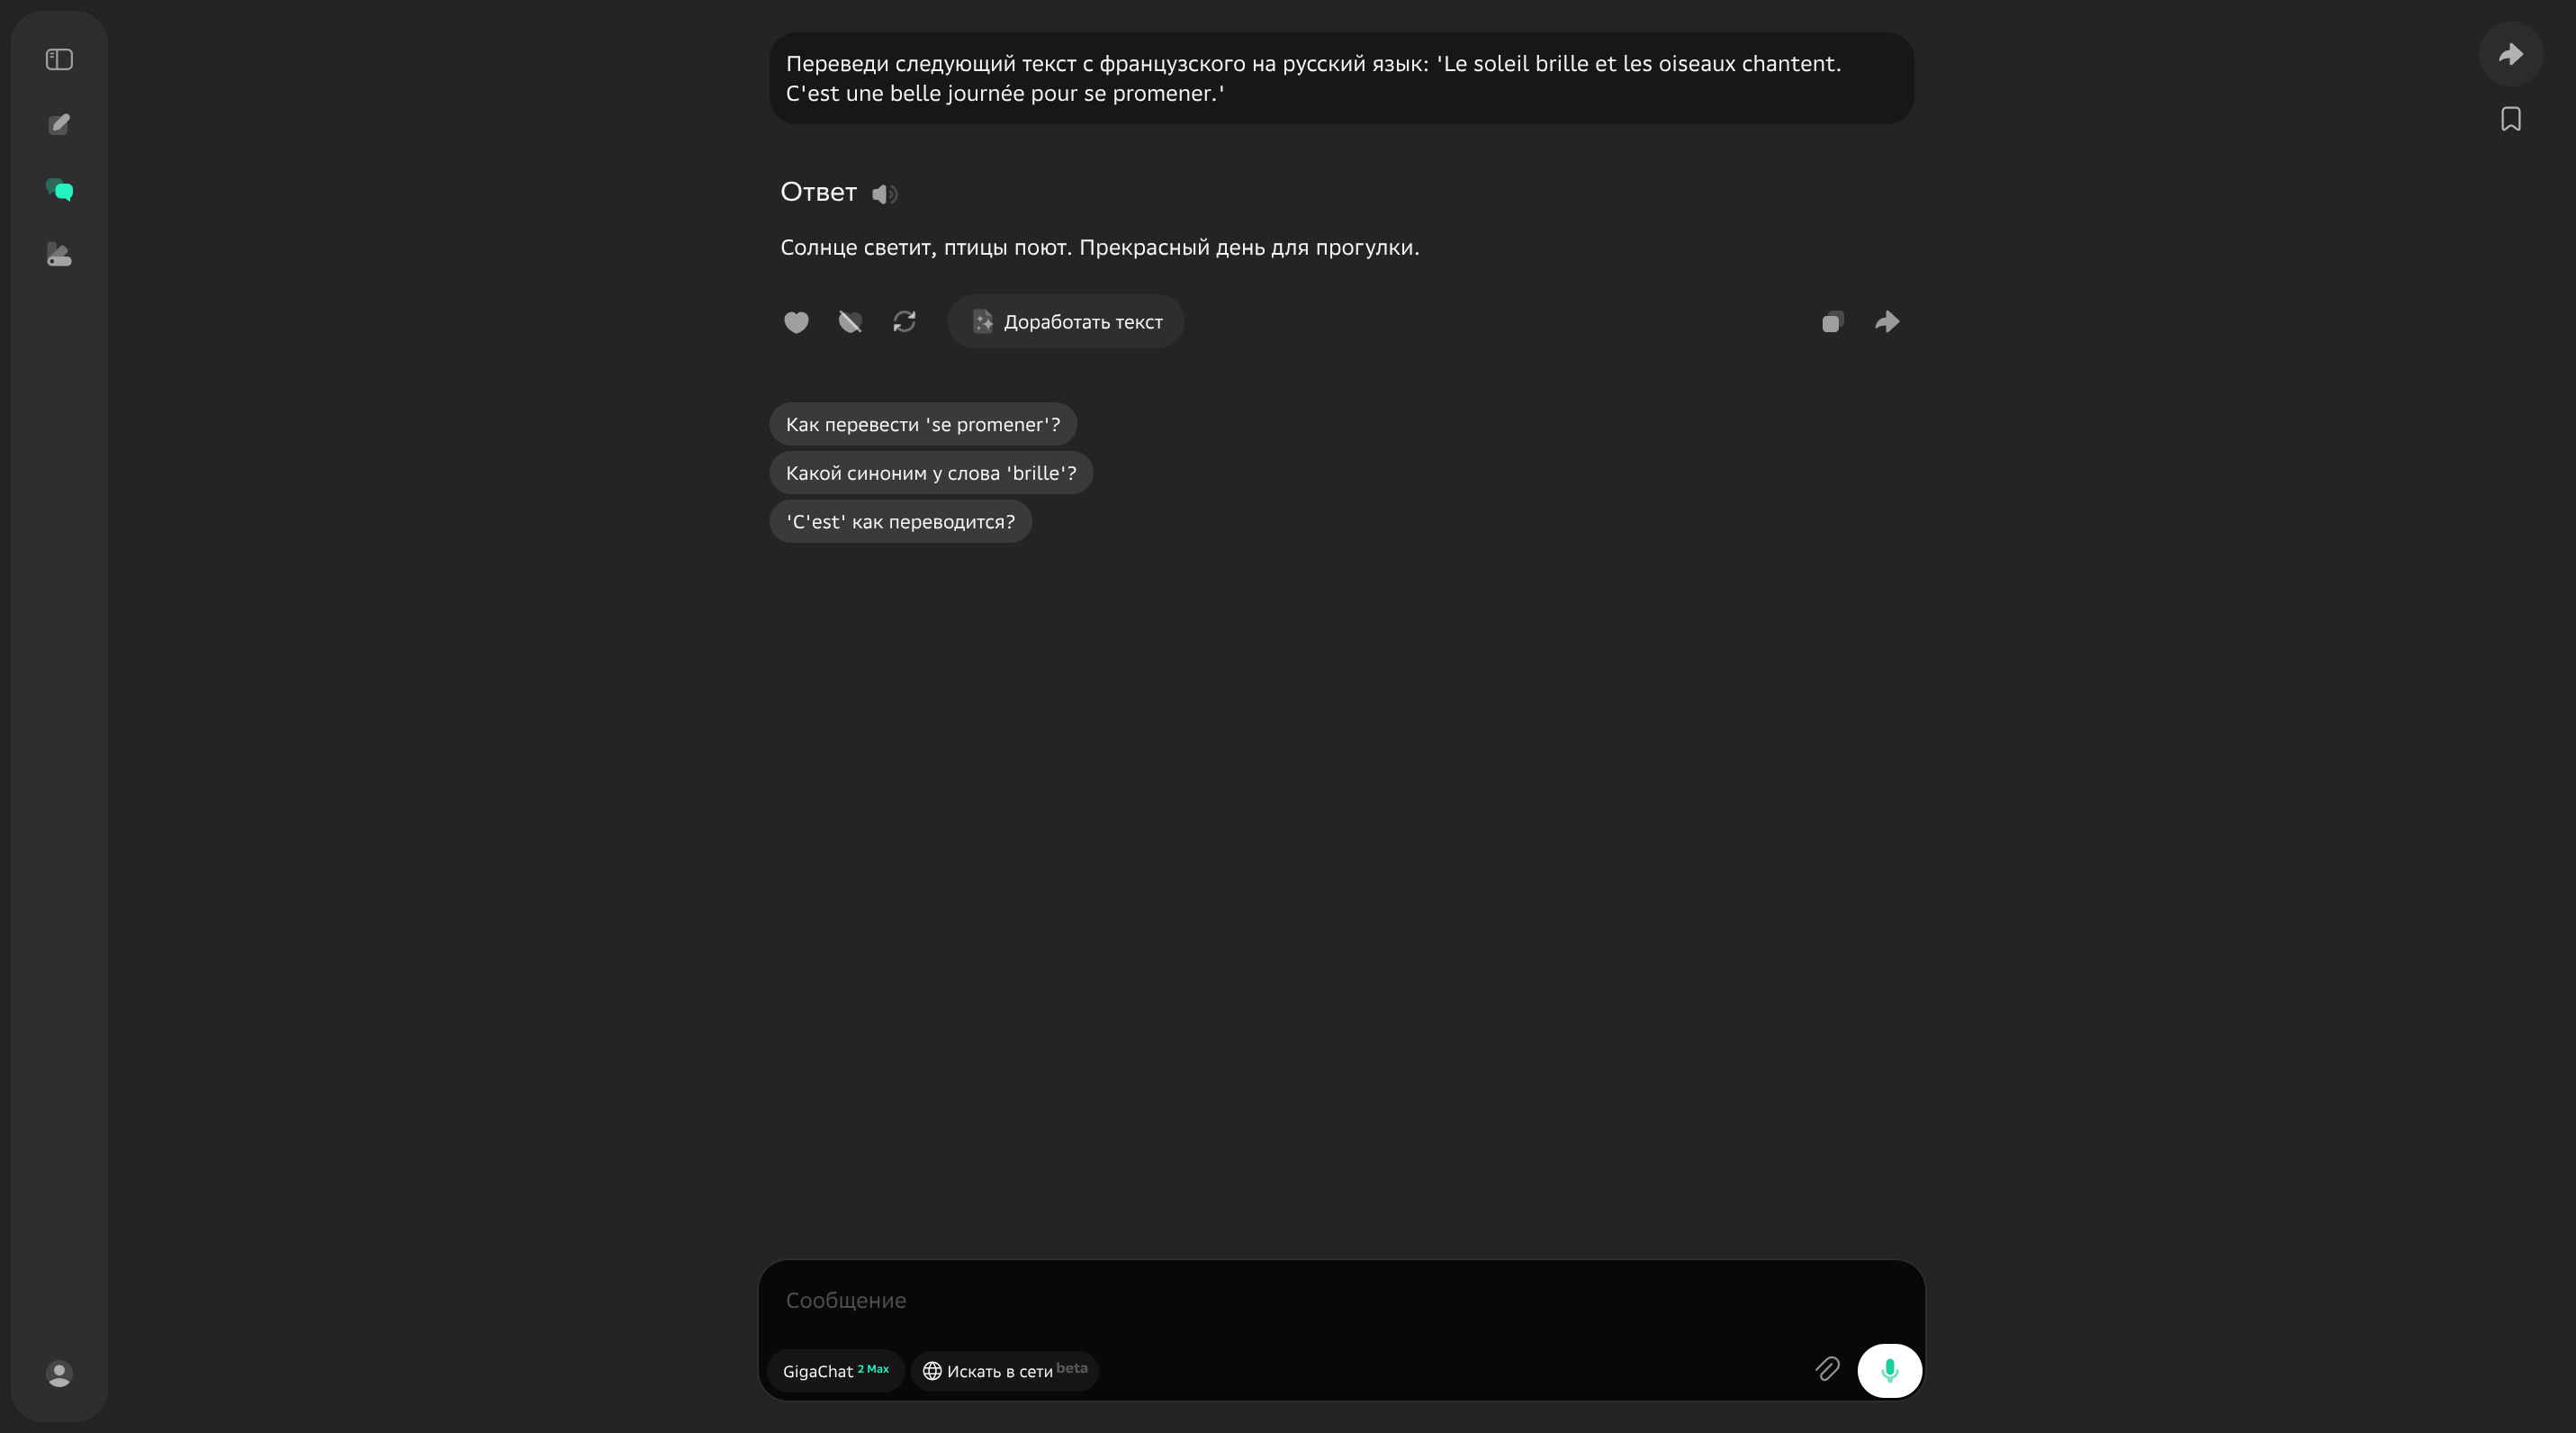 Переведи следующий текст с французского на русский язык: 'Le soleil brille et les oiseaux chantent.
C'est une belle journée pour se promener.'
Ответ
Солнце светит, птицы поют. Прекрасный день для прогулки.
Доработать текст
Как перевести 'se promener'?
Какой синоним у слова 'brille'?
'C'est' как переводится?
Сообщение
GigaChat 2 Max
Искать в сети beta